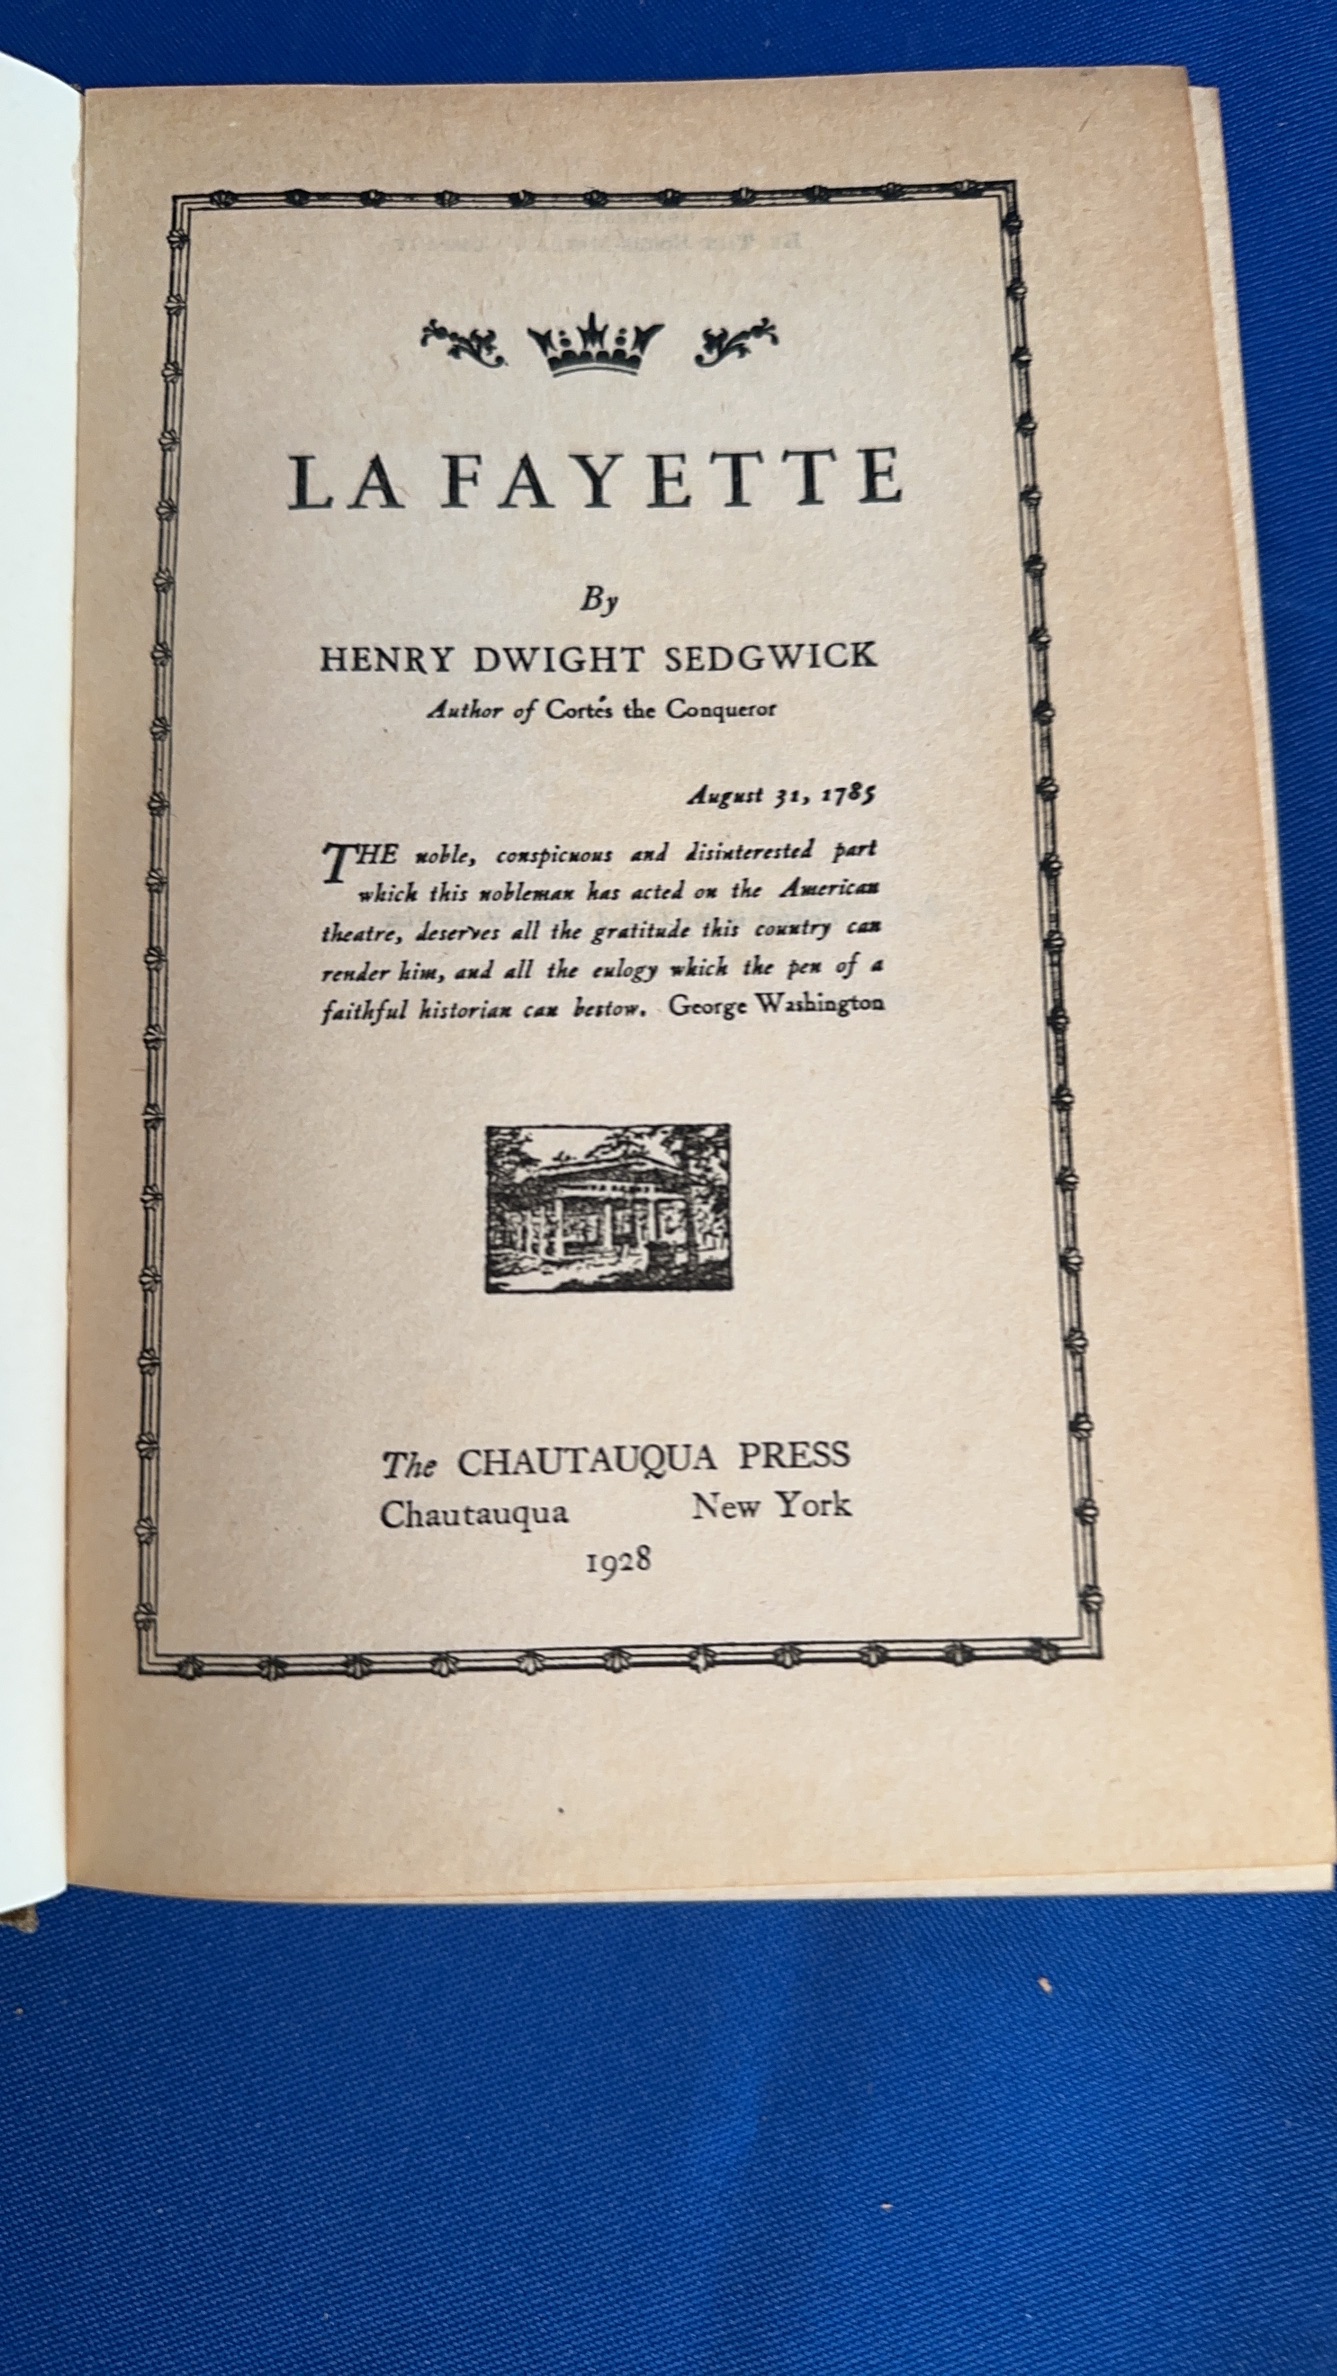 LA FAYETTE
By
HENRY DWIGHT SEDGWICK
Author of Cortés the Conqueror
August 31, 1785
THE noble, conspicuous and disinterested part
which this nobleman has acted on the American
theatre, deserves all the gratitude this country can
render him, and all the eulogy which the pen of a
faithful historian can bestow. George Washington
The CHAUTAUQUA PRESS
Chautauqua New York
1928